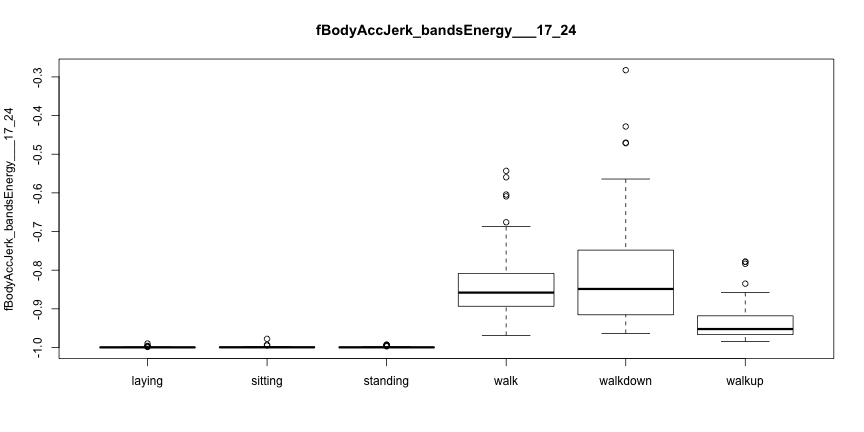 fBodyAccJerk_bandsEnergy___17_24
fBodyAccJerk_bandsEnergy___17_24
-0.3
-0.4
-0.5
-0.6
-0.7
-0.8
-0.9
-1.0
laying sitting standing walk walkdown walkup